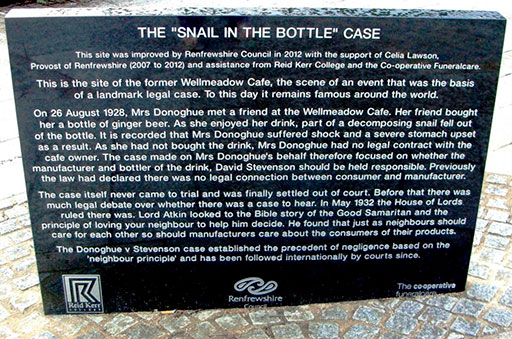 THE "SNAIL IN THE BOTTLE" CASE
This site was improved by Renfrewshire Council in 2012 with the support of Celia Lawson,
Provost of Renfrewshire (2007 to 2012) and assistance from Reid Kerr College and the Co-operative Funeralcare.
This is the site of the former Wellmeadow Cafe, the scene of an event that was the basis
of a landmark legal case. To this day it remains famous around the world.
On 26 August 1928, Mrs Donoghue met a friend at the Wellmeadow Cafe. Her friend bought
her a bottle of ginger beer. As she enjoyed her drink, part of a decomposing snail fell out
of the bottle. It is recorded that Mrs Donoghue suffered shock and a severe stomach upset
as a result. As she had not bought the drink, Mrs Donoghue had no legal contract with the
cafe owner. The case made on Mrs Donoghue's behalf therefore focused on whether the
manufacturer and bottler of the drink, David Stevenson should be held responsible. Previously
the law had declared there was no legal connection between consumer and manufacturer.
The case itself never came to trial and was finally settled out of court. Before that there was
much legal debate over whether there was a case to hear. In May 1932 the House of Lords
ruled there was. Lord Atkin looked to the Bible story of the Good Samaritan and the
principle of loving your neighbour to help him decide. He found that just as neighbours should
care for each other so should manufacturers care about the consumers of their products.
The Donoghue v Stevenson case established the precedent of negligence based on the
'neighbour principle' and has been followed internationally by courts since.
R
Reid Kerr
COLLEGE
Renfrewshire
Council
The co-operative
funeralcare